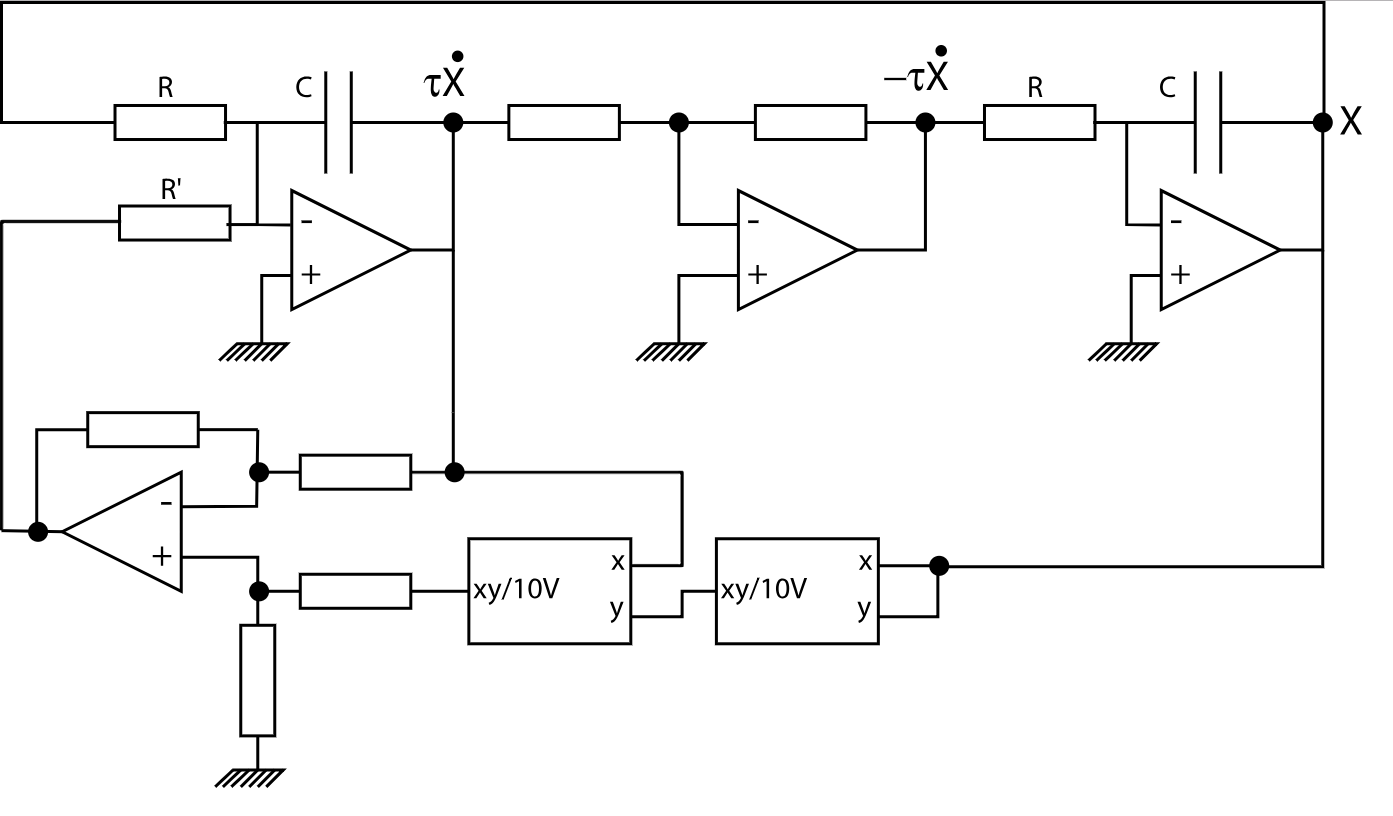 R C τẊ −τẊ R C X
R'
- + - + - +
-
+
xy/10V x y xy/10V x y